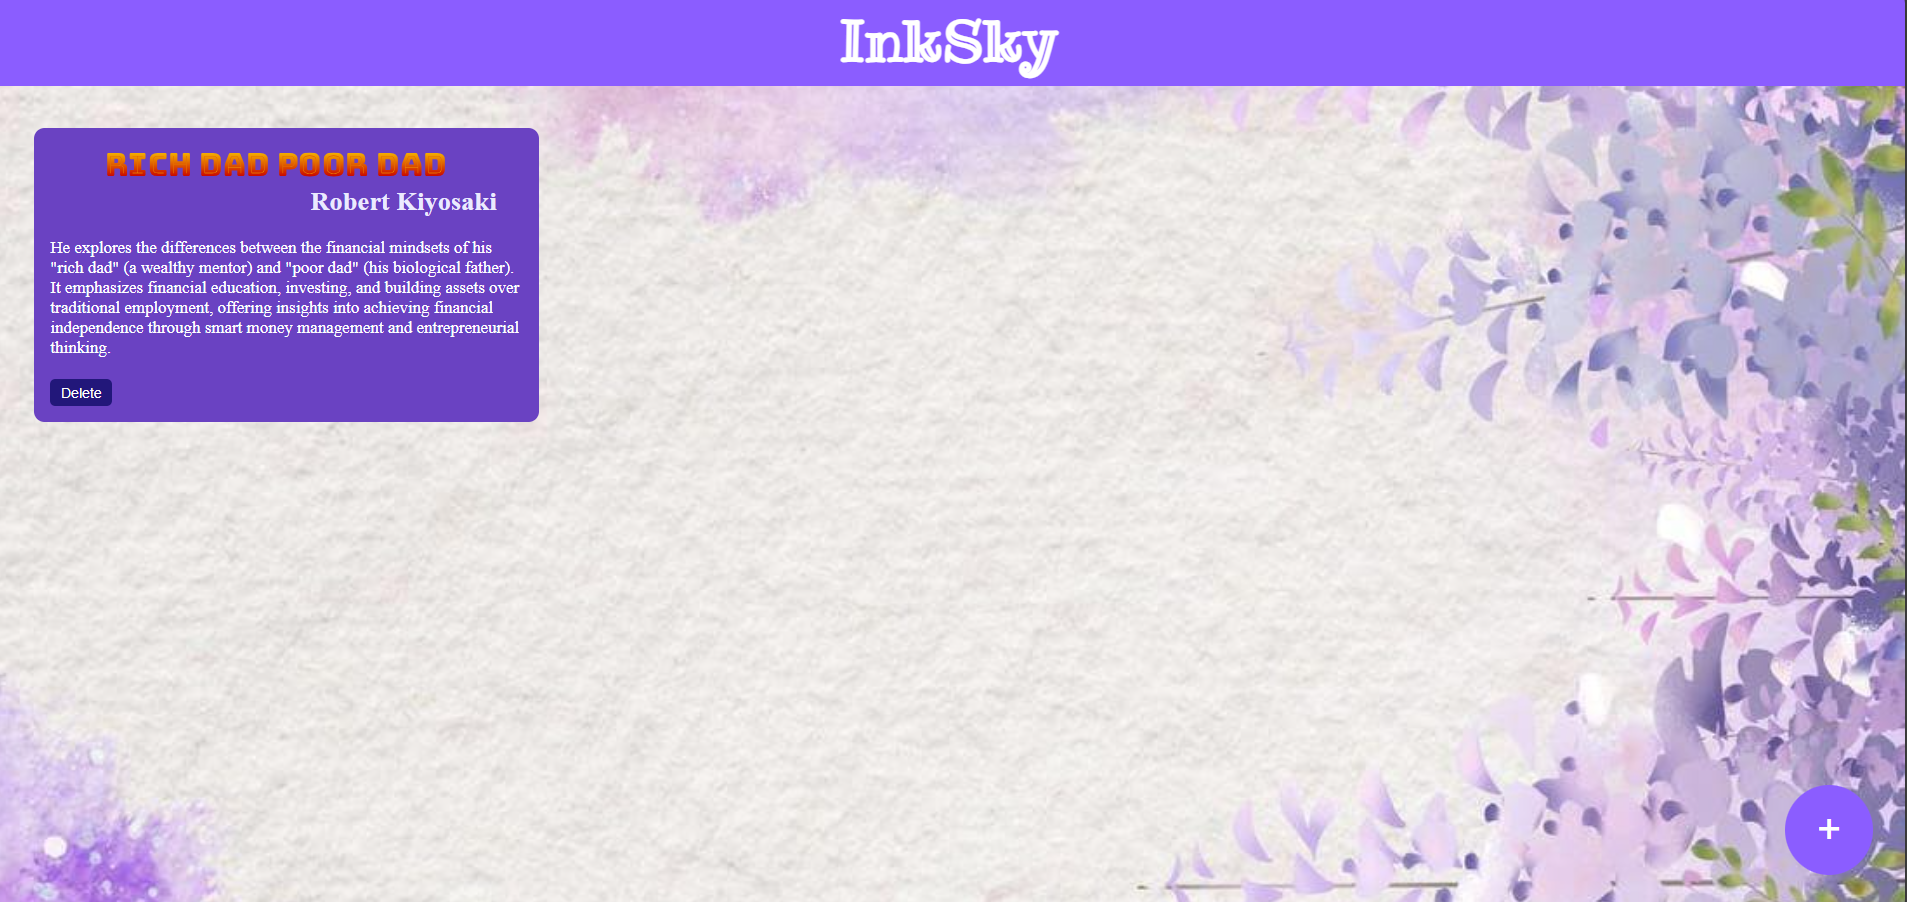 InkSky
RICH DAD POOR DAD
Robert Kiyosaki
He explores the differences between the financial mindsets of his
"rich dad" (a wealthy mentor) and "poor dad" (his biological father).
It emphasizes financial education, investing, and building assets over
traditional employment, offering insights into achieving financial
independence through smart money management and entrepreneurial
thinking.
Delete
+